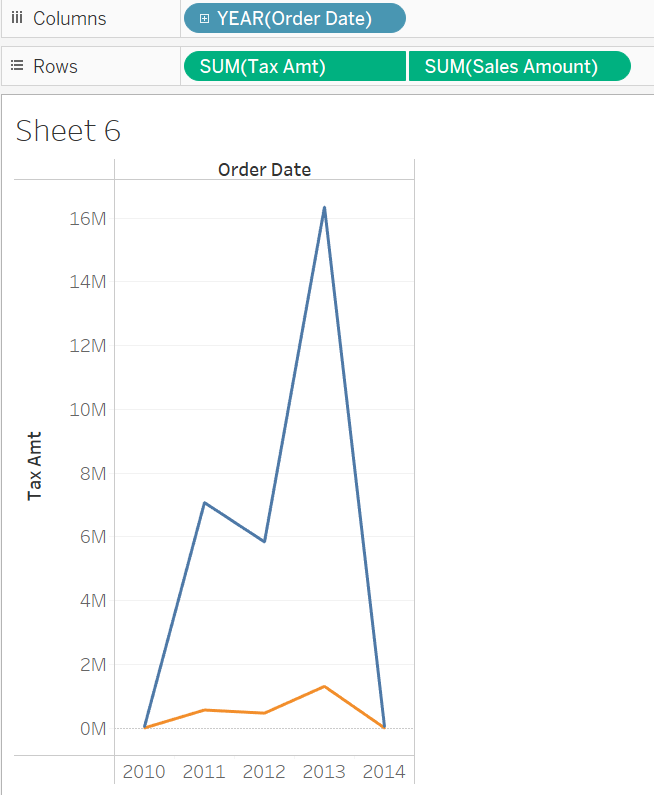 Columns YEAR(Order Date)
Rows SUM(Tax Amt) SUM(Sales Amount)
Sheet 6
Order Date
16M
14M
12M
10M
8M
6M
4M
2M
0M
Tax Amt
2010 2011 2012 2013 2014